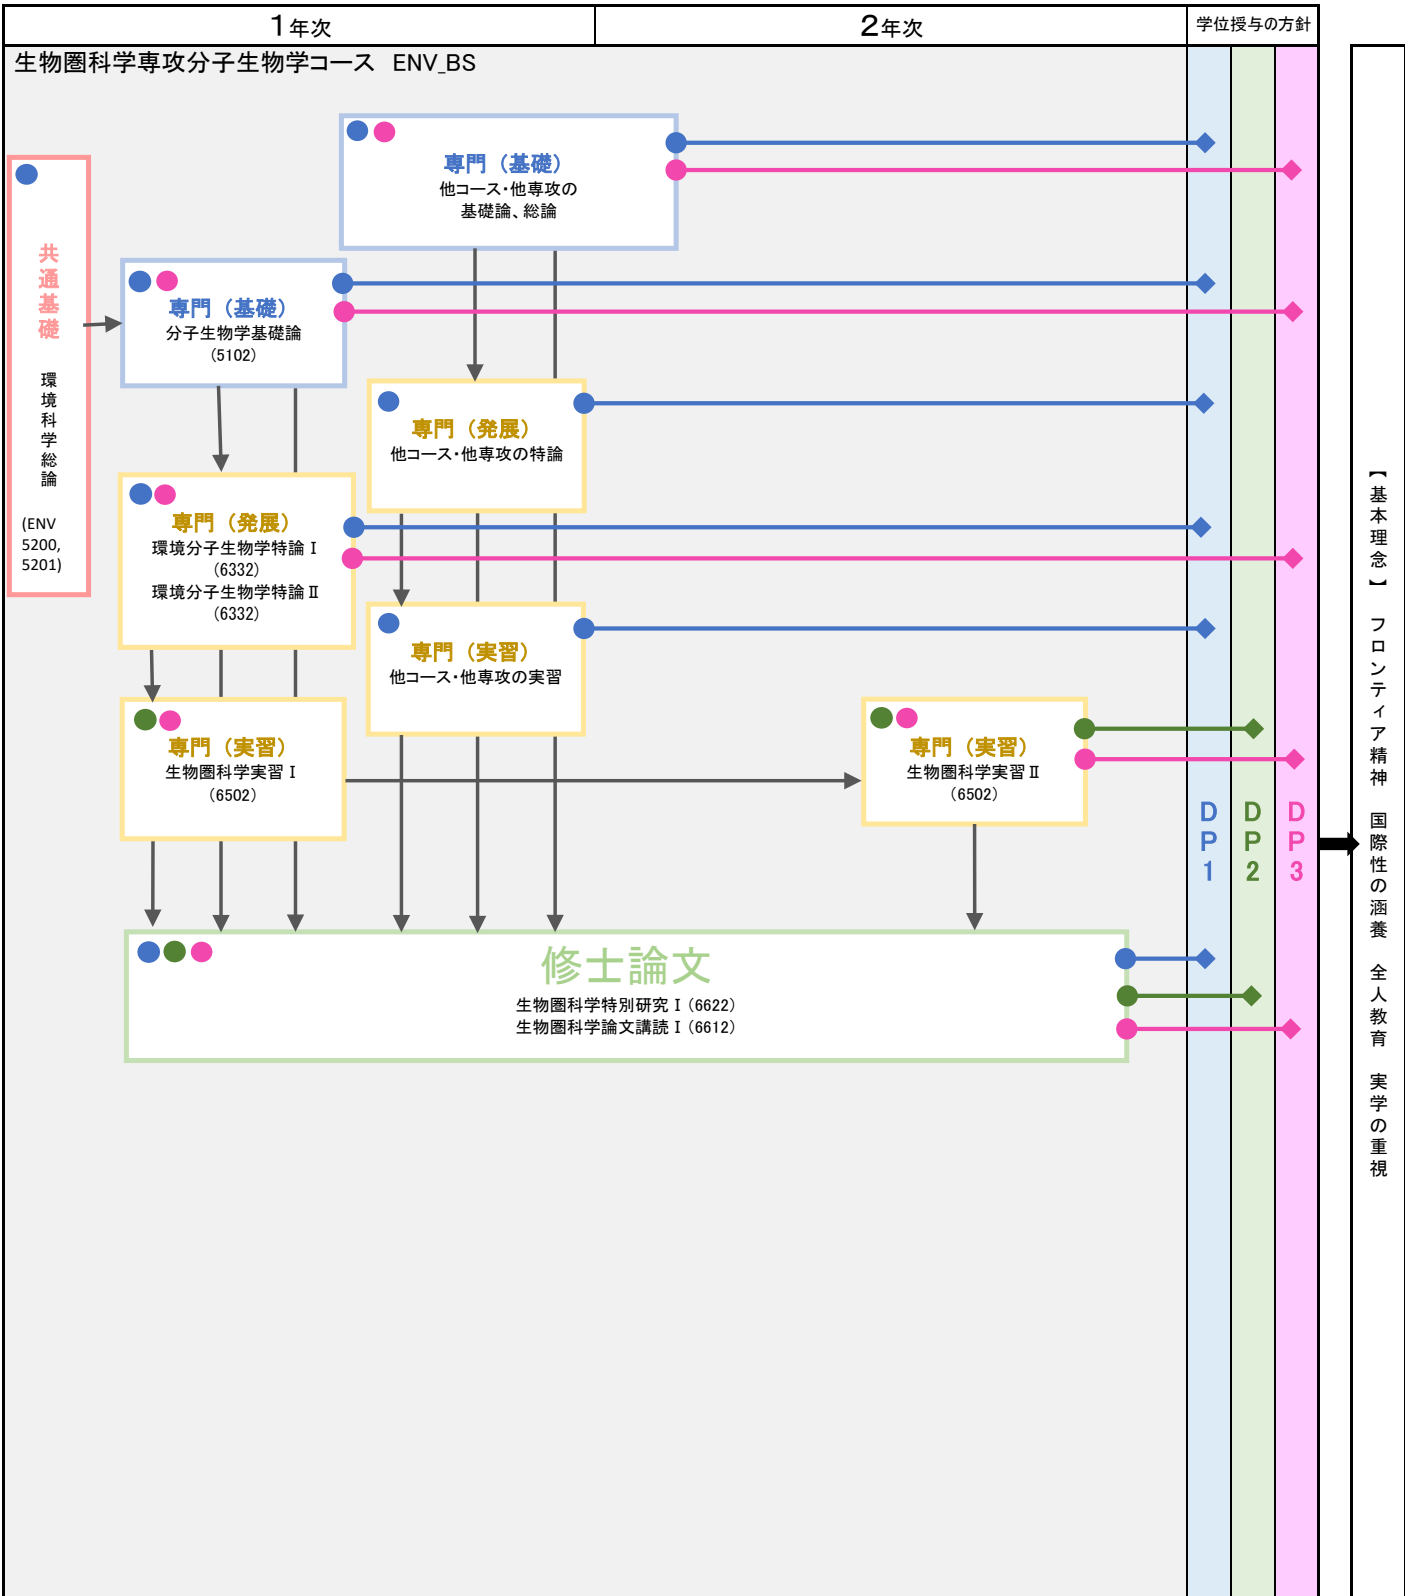 1年次
2年次
学位授与の方針
生物圏科学専攻分子生物学コース ENV_BS
共通基礎
環境科学総論
(ENV
5200,
5201)
専門（基礎）
他コース・他専攻の
基礎論、総論
専門（基礎）
分子生物学基礎論
(5102)
専門（発展）
他コース・他専攻の特論
専門（発展）
環境分子生物学特論Ⅰ
(6332)
環境分子生物学特論Ⅱ
(6332)
専門（実習）
他コース・他専攻の実習
専門（実習）
生物圏科学実習Ⅰ
(6502)
専門（実習）
生物圏科学実習Ⅱ
(6502)
修士論文
生物圏科学特別研究Ⅰ(6622)
生物圏科学論文講読Ⅰ(6612)
DP1
DP2
DP3
【基本理念】 フロンティア精神 国際性の涵養 全人教育 実学の重視